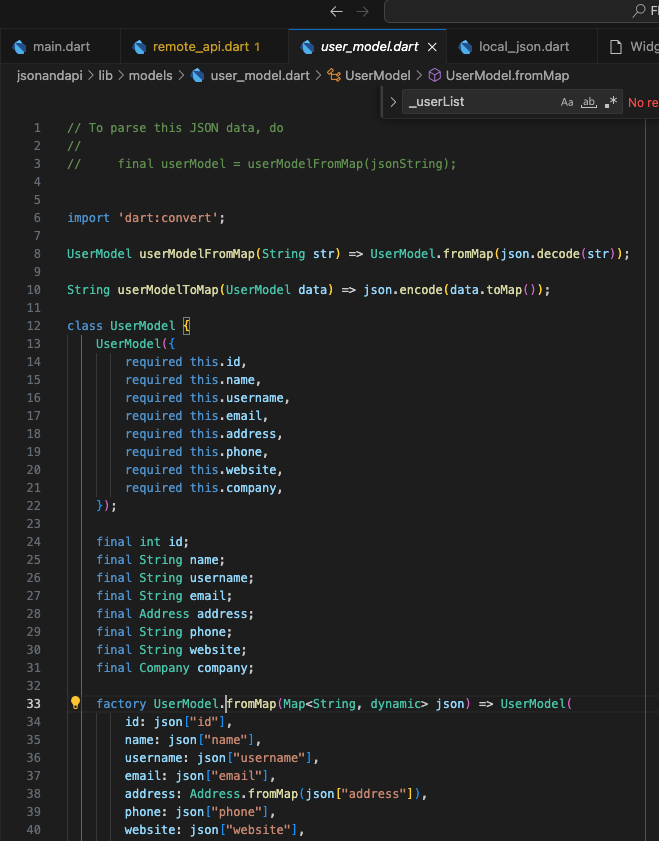 main.dart remote_api.dart 1 user_model.dart local_json.dart Widg
jsonandapi > lib > models > user_model.dart > UserModel > UserModel.fromMap
_userList Aa ab .* No re
1 // To parse this JSON data, do
2 //
3 //     final userModel = userModelFromMap(jsonString);
4
5
6 import 'dart:convert';
7
8 UserModel userModelFromMap(String str) => UserModel.fromMap(json.decode(str));
9
10 String userModelToMap(UserModel data) => json.encode(data.toMap());
11
12 class UserModel {
13     UserModel({
14         required this.id,
15         required this.name,
16         required this.username,
17         required this.email,
18         required this.address,
19         required this.phone,
20         required this.website,
21         required this.company,
22     });
23
24     final int id;
25     final String name;
26     final String username;
27     final String email;
28     final Address address;
29     final String phone;
30     final String website;
31     final Company company;
32
33     factory UserModel.fromMap(Map<String, dynamic> json) => UserModel(
34         id: json["id"],
35         name: json["name"],
36         username: json["username"],
37         email: json["email"],
38         address: Address.fromMap(json["address"]),
39         phone: json["phone"],
40         website: json["website"],